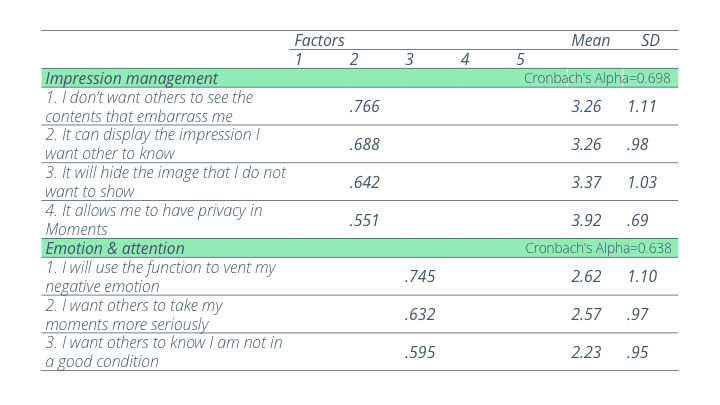 Factors Mean SD
1 2 3 4 5
Impression management Cronbach's Alpha=0.698
1. I don't want others to see the
contents that embarrass me .766 3.26 1.11
2. It can display the impression I
want other to know .688 3.26 .98
3. It will hide the image that I do not
want to show .642 3.37 1.03
4. It allows me to have privacy in
Moments .551 3.92 .69
Emotion & attention Cronbach's Alpha=0.638
1. I will use the function to vent my
negative emotion .745 2.62 1.10
2. I want others to take my
moments more seriously .632 2.57 .97
3. I want others to know I am not in
a good condition .595 2.23 .95